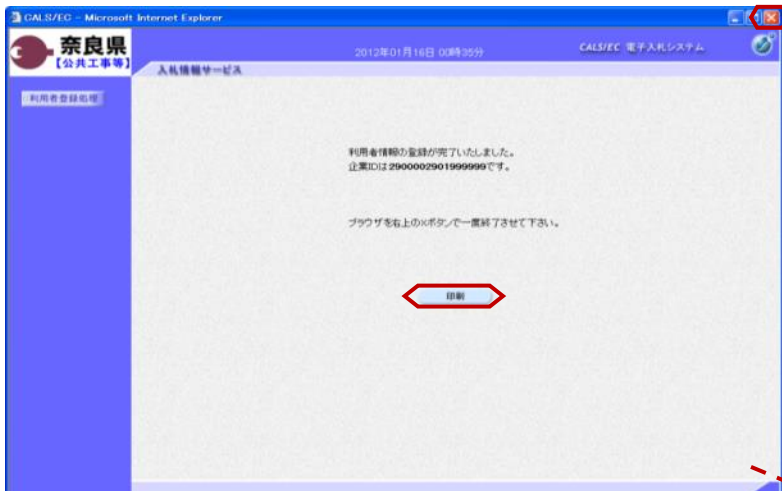 CALS/EC - Microsoft Internet Explorer
奈良県
【公共工事等】
2012年01月16日 00時35分
CALS/EC 電子入札システム
入札情報サービス
利用者登録処理
利用者情報の登録が完了いたしました。
企業IDは2900002901999999です。
ブラウザを右上の×ボタンで一度終了させて下さい。
印刷